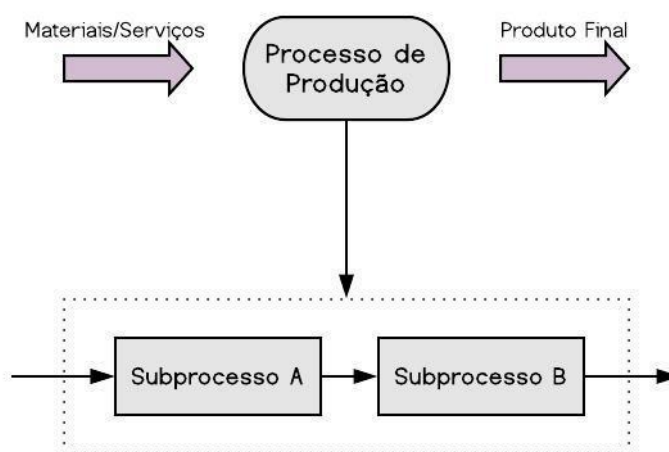 Materiais/Serviços
Processo de
Produção
Produto Final
Subprocesso A
Subprocesso B